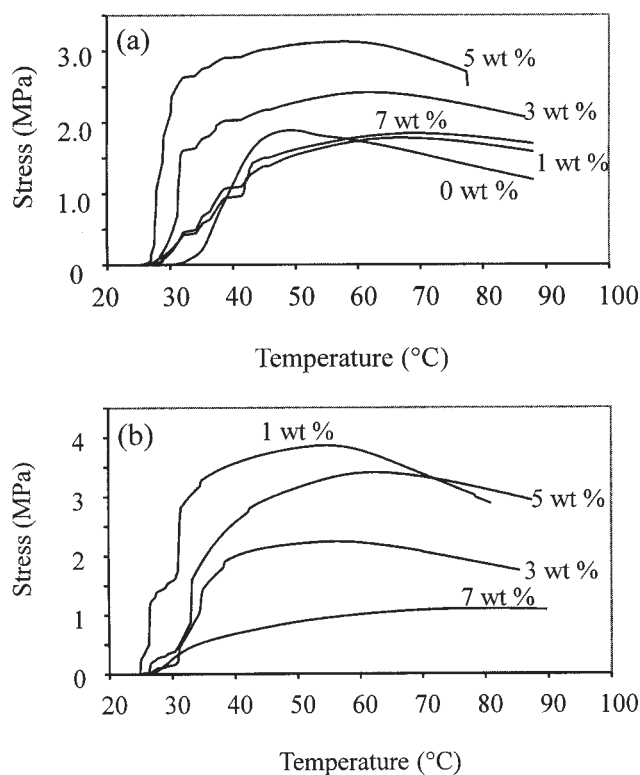 (a)
Stress (MPa)
3.0
2.0
1.0
0
5 wt %
3 wt %
7 wt %
1 wt %
0 wt %
20 30 40 50 60 70 80 90 100
Temperature (°C)
(b)
Stress (MPa)
4
3
2
1
0
1 wt %
5 wt %
3 wt %
7 wt %
20 30 40 50 60 70 80 90 100
Temperature (°C)